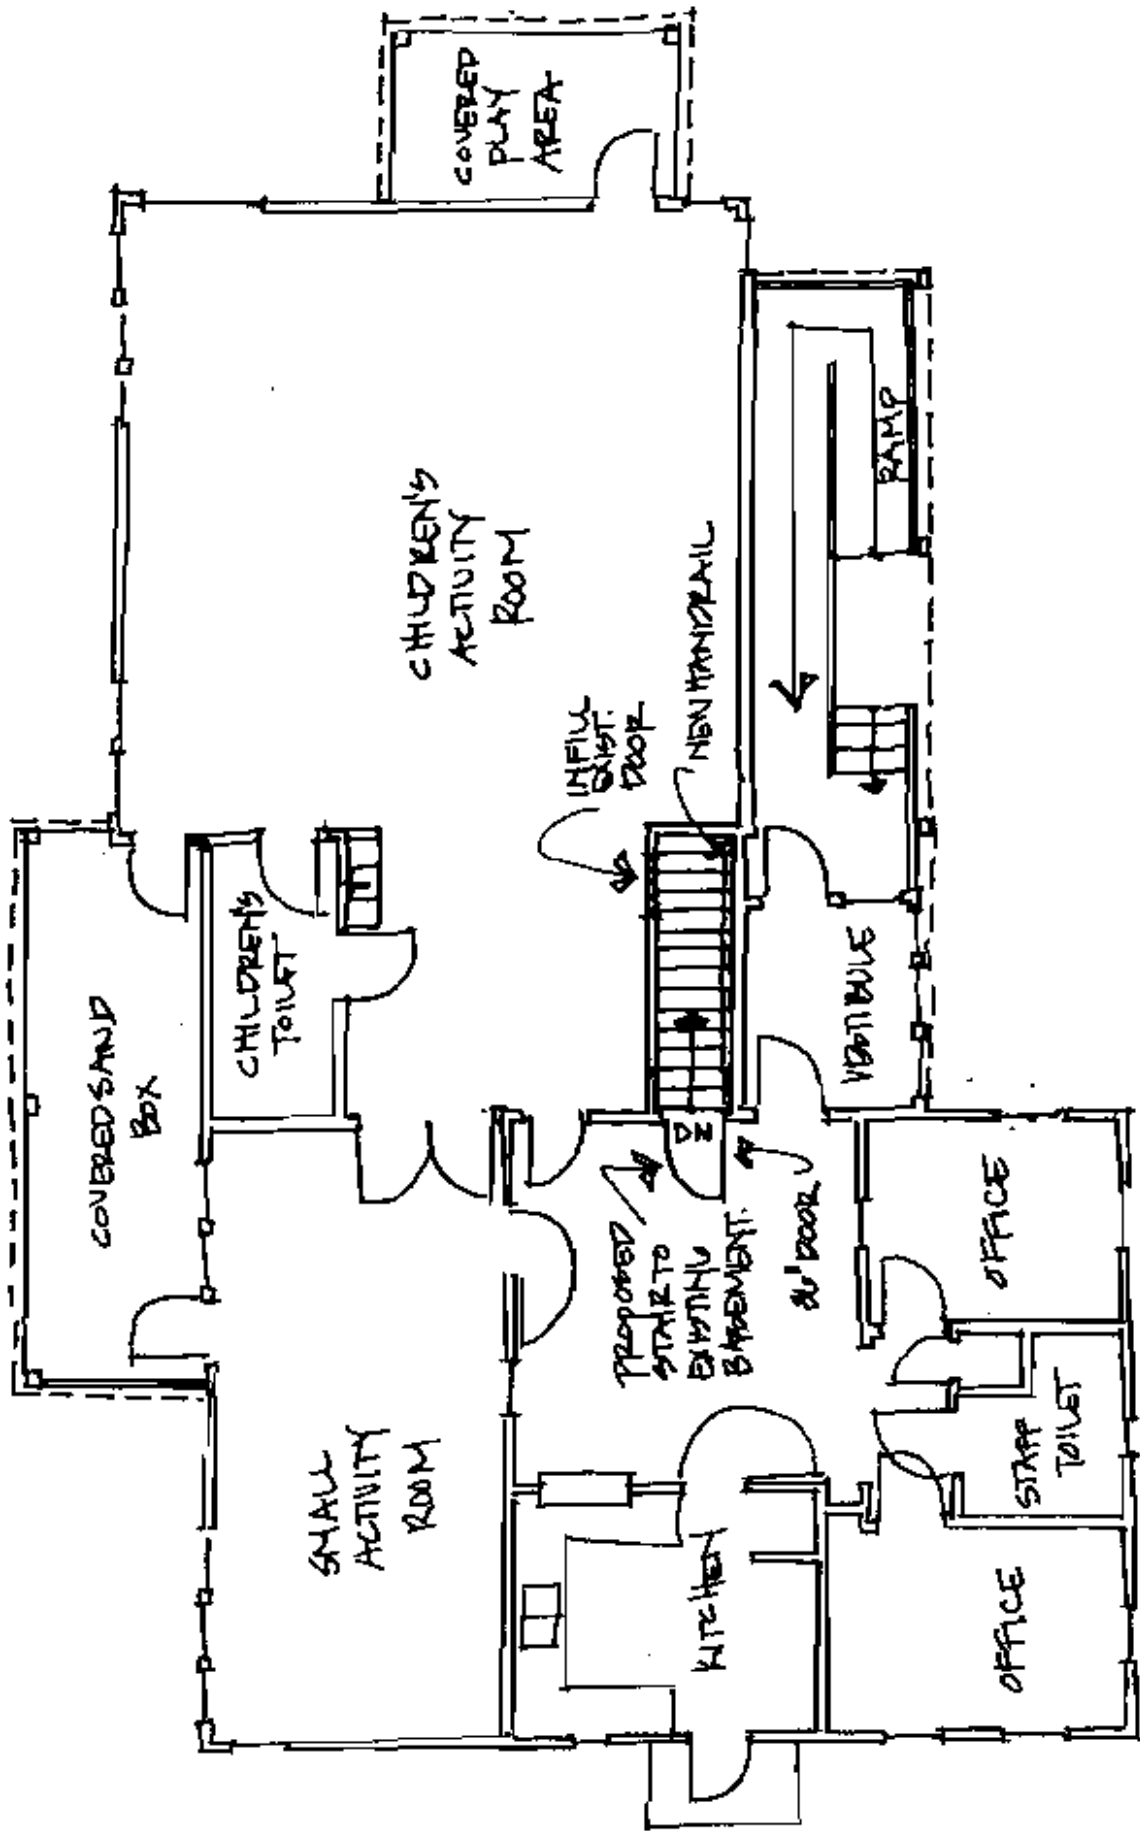 COVERED SAND
BOX
CHILDREN'S
TOILET
SMALL
ACTIVITY
ROOM
CHILDREN'S
ACTIVITY
ROOM
COVERED
PLAY
AREA
INFILL
EXIST.
DOOR
NEW HANDRAIL
PROPOSED
STAIR TO
EXISTING
BASEMENT.
DN
36" DOOR
KITCHEN
VESTIBULE
RAMP
OFFICE
STAFF
TOILET
OFFICE